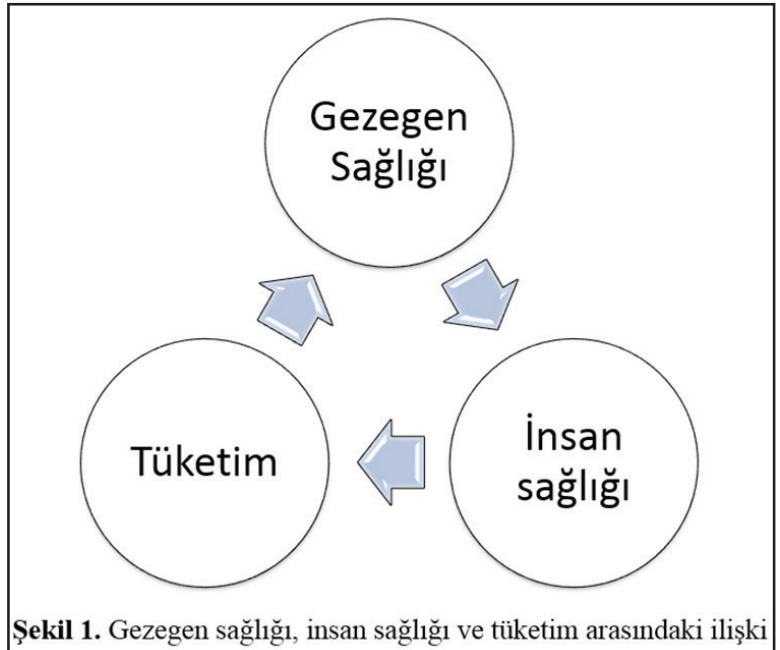 Gezegen
Sağlığı
İnsan
sağlığı
Tüketim
Şekil 1. Gezegen sağlığı, insan sağlığı ve tüketim arasındaki ilişki